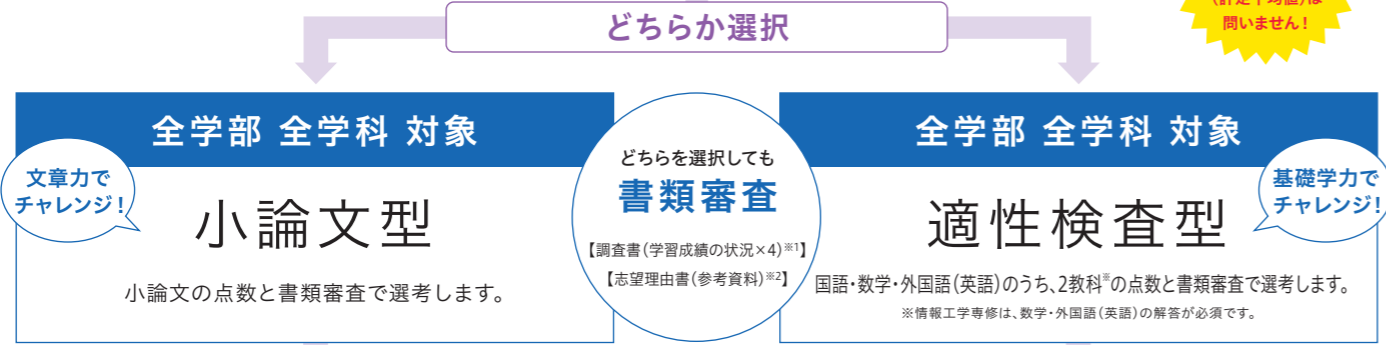 どちらか選択
問いません！
全学部 全学科 対象
文章力で
チャレンジ！
小論文型
小論文の点数と書類審査で選考します。
どちらを選択しても
書類審査
【調査書（学習成績の状況×4）※1】
【志望理由書（参考資料）※2】
全学部 全学科 対象
基礎学力で
チャレンジ！
適性検査型
国語・数学・外国語（英語）のうち、2教科※の点数と書類審査で選考します。
※情報工学専修は、数学・外国語（英語）の解答が必須です。